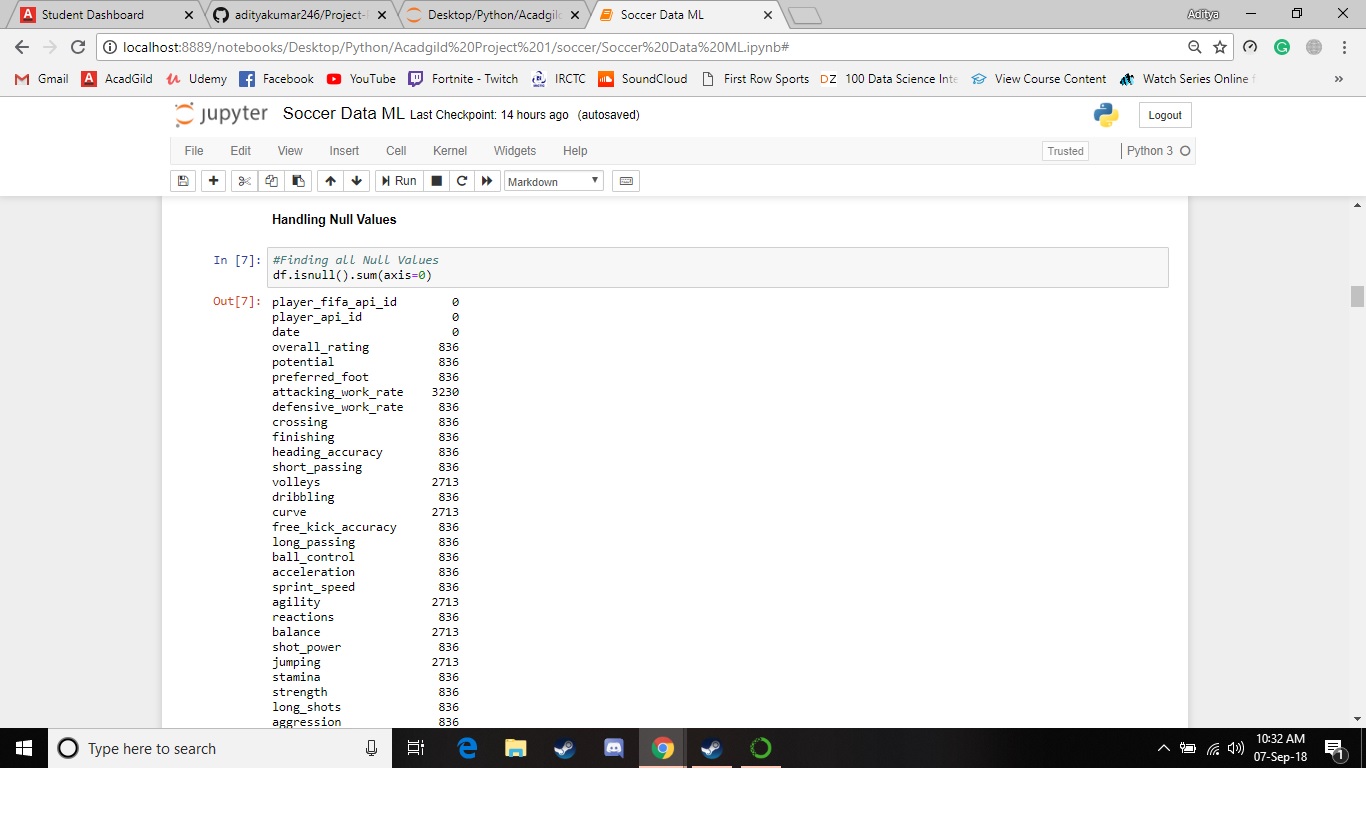 Student Dashboard
adityakumar246/Project-
Desktop/Python/Acadgil
Soccer Data ML
Aditya
localhost:8889/notebooks/Desktop/Python/Acadgild%20Project%201/soccer/Soccer%20Data%20ML.ipynb#
Gmail AcadGild Udemy Facebook YouTube Fortnite - Twitch IRCTC SoundCloud First Row Sports DZ 100 Data Science Inte View Course Content Watch Series Online
jupyter Soccer Data ML Last Checkpoint: 14 hours ago (autosaved) Logout
File Edit View Insert Cell Kernel Widgets Help Trusted Python 3
Run Markdown
Handling Null Values
In [7]: #Finding all Null Values
df.isnull().sum(axis=0)
Out[7]: player_fifa_api_id 0
player_api_id 0
date 0
overall_rating 836
potential 836
preferred_foot 836
attacking_work_rate 3230
defensive_work_rate 836
crossing 836
finishing 836
heading_accuracy 836
short_passing 836
volleys 2713
dribbling 836
curve 2713
free_kick_accuracy 836
long_passing 836
ball_control 836
acceleration 836
sprint_speed 836
agility 2713
reactions 836
balance 2713
shot_power 836
jumping 2713
stamina 836
strength 836
long_shots 836
aggression 836
Type here to search
10:32 AM
07-Sep-18
1